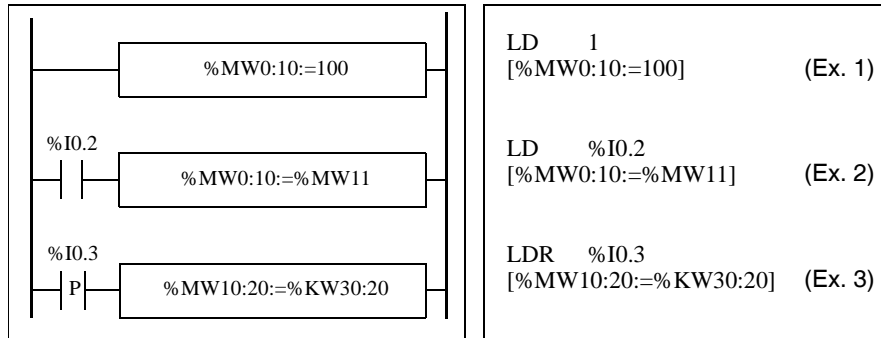 %MW0:10:=100
%I0.2
%MW0:10:=%MW11
%I0.3
P
%MW10:20:=%KW30:20
LD 1
[%MW0:10:=100] (Ex. 1)
LD %I0.2
[%MW0:10:=%MW11] (Ex. 2)
LDR %I0.3
[%MW10:20:=%KW30:20] (Ex. 3)